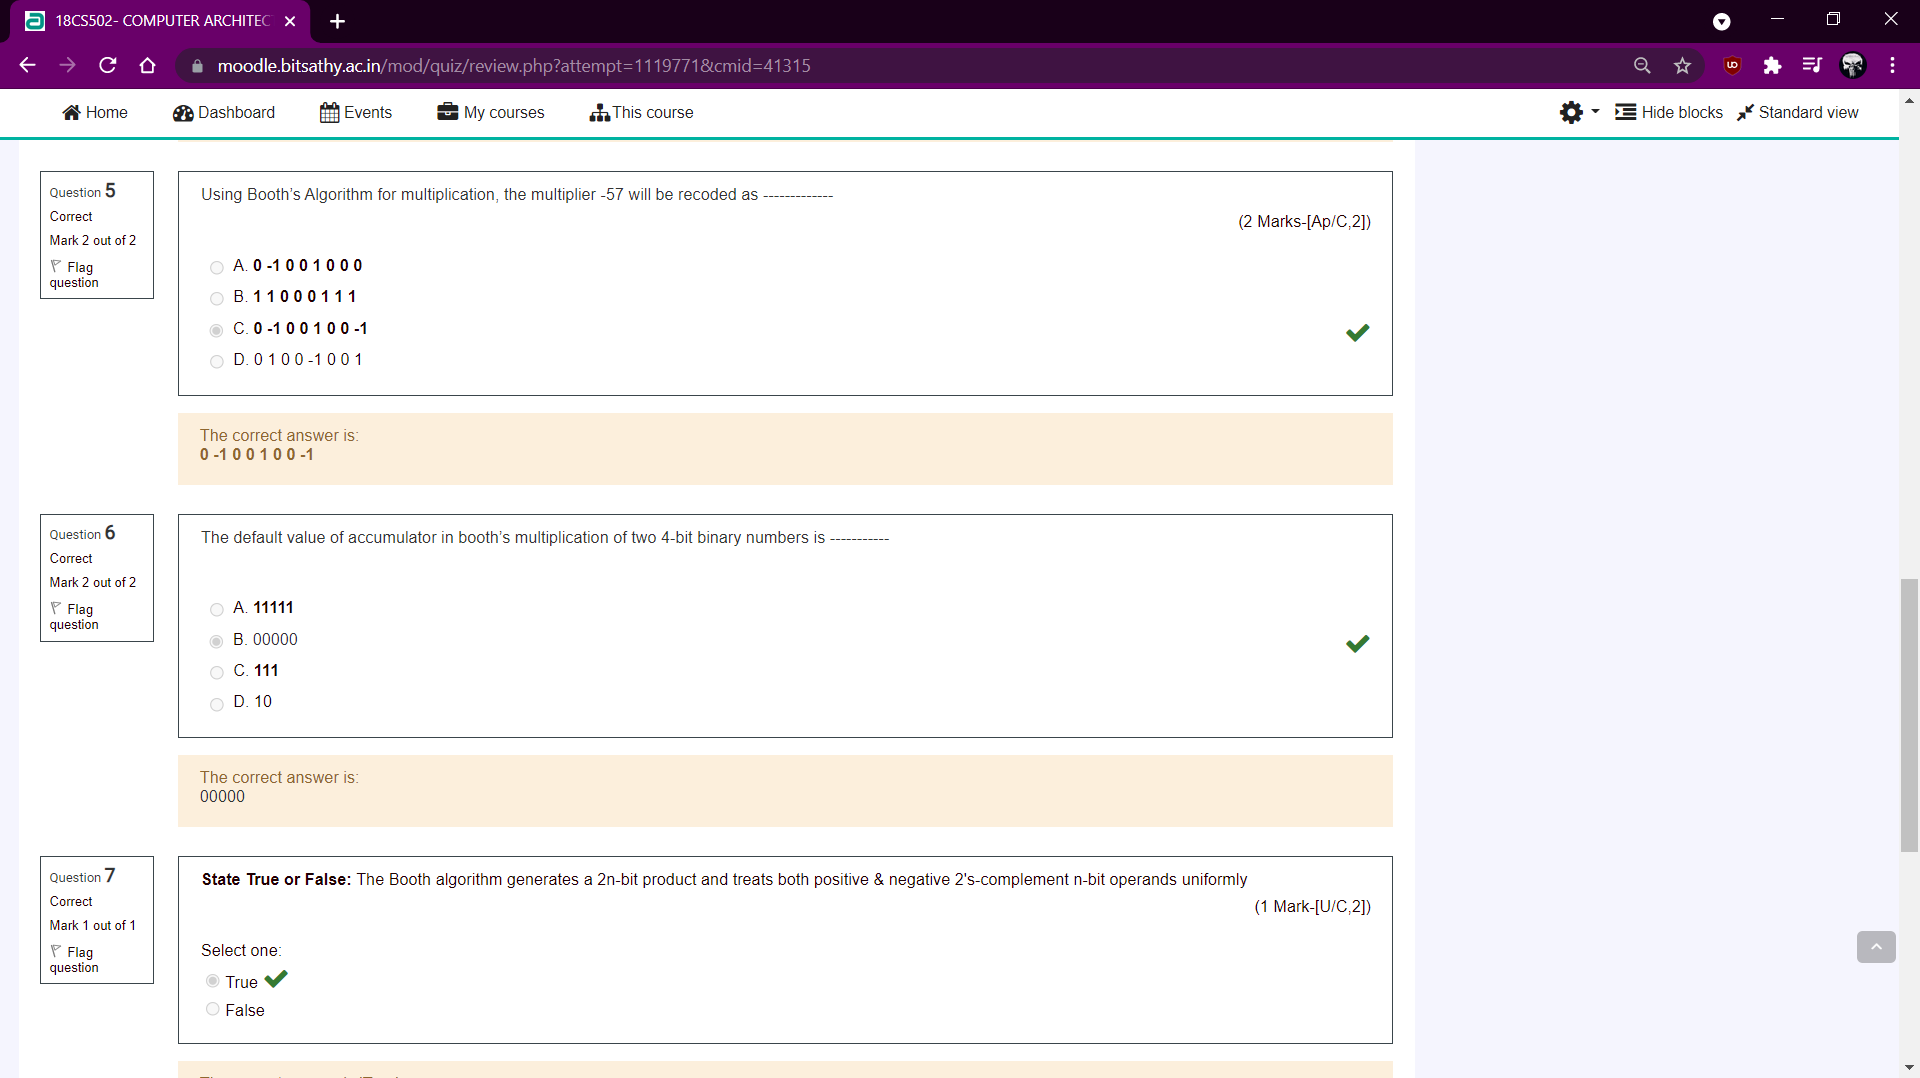 18CS502- COMPUTER ARCHITEC
moodle.bitsathy.ac.in/mod/quiz/review.php?attempt=1119771&cmid=41315
Home Dashboard Events My courses This course Hide blocks Standard view
Question 5
Correct
Mark 2 out of 2
Flag
question
Using Booth's Algorithm for multiplication, the multiplier -57 will be recoded as -------------
(2 Marks-[Ap/C,2])
A. 0 -1 0 0 1 0 0 0
B. 1 1 0 0 0 1 1 1
C. 0 -1 0 0 1 0 0 -1
D. 0 1 0 0 -1 0 0 1
The correct answer is:
0 -1 0 0 1 0 0 -1
Question 6
Correct
Mark 2 out of 2
Flag
question
The default value of accumulator in booth's multiplication of two 4-bit binary numbers is -----------
A. 11111
B. 00000
C. 111
D. 10
The correct answer is:
00000
Question 7
Correct
Mark 1 out of 1
Flag
question
State True or False: The Booth algorithm generates a 2n-bit product and treats both positive & negative 2's-complement n-bit operands uniformly
(1 Mark-[U/C,2])
Select one:
True
False